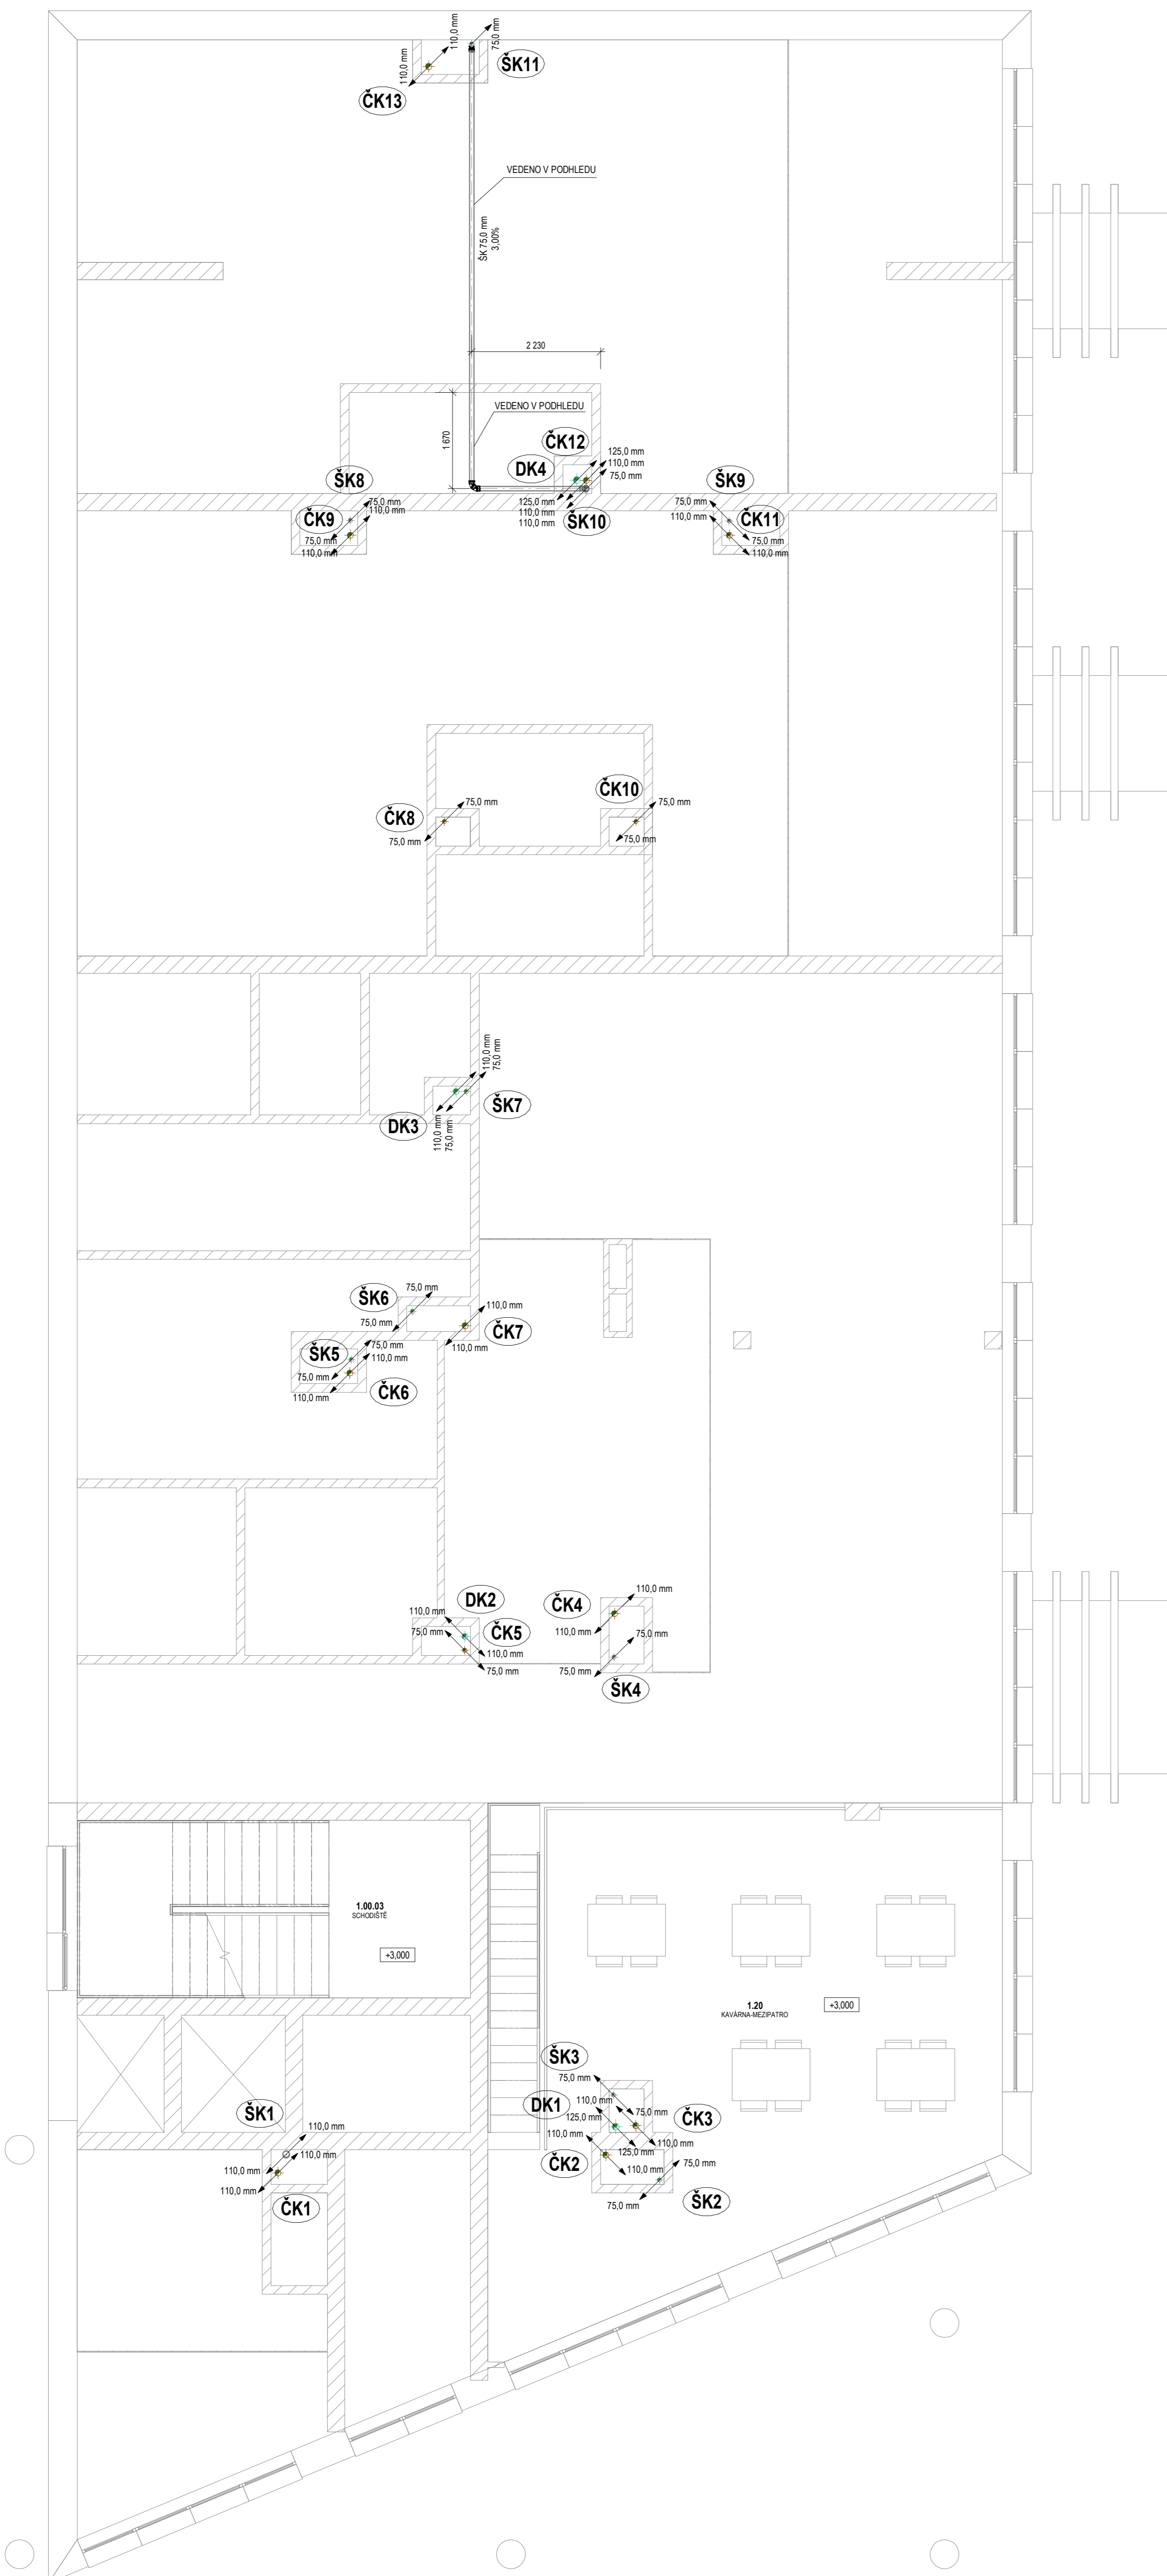 110,0 mm
75,0 mm
110,0 mm
ŠK11
ČK13
VEDENO V PODHLEDU
ŠK 75,0 mm
3,00%
2 230
VEDENO V PODHLEDU
1 670
ČK12
125,0 mm
110,0 mm
75,0 mm
DK4
ŠK8
ŠK9
75,0 mm
110,0 mm
125,0 mm
110,0 mm
110,0 mm
75,0 mm
110,0 mm
ČK9
ŠK10
ČK11
75,0 mm
110,0 mm
75,0 mm
110,0 mm
ČK10
75,0 mm
75,0 mm
ČK8
75,0 mm
75,0 mm
110,0 mm
75,0 mm
ŠK7
DK3
110,0 mm
75,0 mm
75,0 mm
ŠK6
110,0 mm
75,0 mm
ČK7
110,0 mm
75,0 mm
ŠK5
110,0 mm
75,0 mm
ČK6
110,0 mm
110,0 mm
DK2
ČK4
110,0 mm
110,0 mm
75,0 mm
ČK5
75,0 mm
110,0 mm
75,0 mm
75,0 mm
ŠK4
1.00.03
SCHODIŠTĚ
+3,000
1.20
KAVÁRNA-MEZIPATRO
+3,000
ŠK3
75,0 mm
110,0 mm
DK1
ŠK1
75,0 mm
ČK3
125,0 mm
110,0 mm
110,0 mm
110,0 mm
125,0 mm
110,0 mm
ČK2
75,0 mm
110,0 mm
110,0 mm
110,0 mm
ČK1
75,0 mm
ŠK2